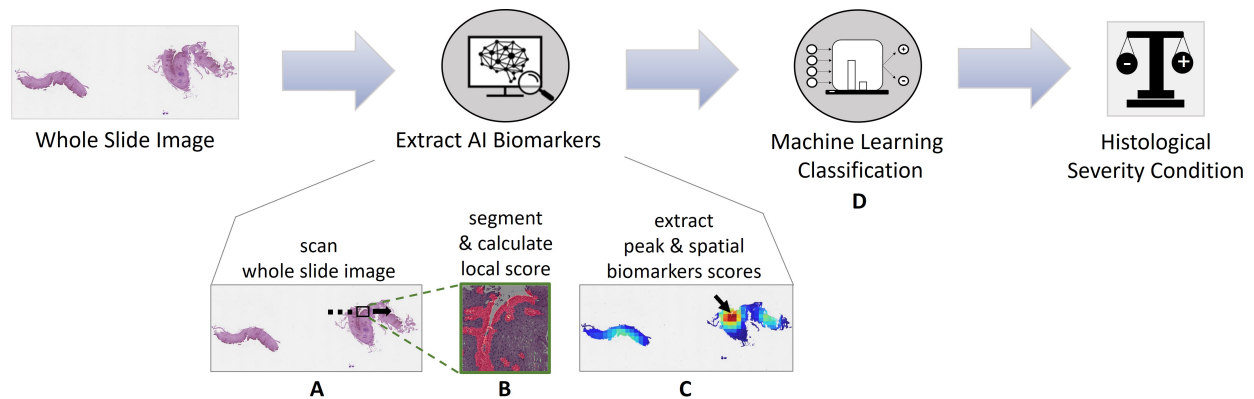 Whole Slide Image
Extract AI Biomarkers
Machine Learning
Classification
D
Histological
Severity Condition
- +
+
-
scan
whole slide image
A
segment
& calculate
local score
B
extract
peak & spatial
biomarkers scores
C